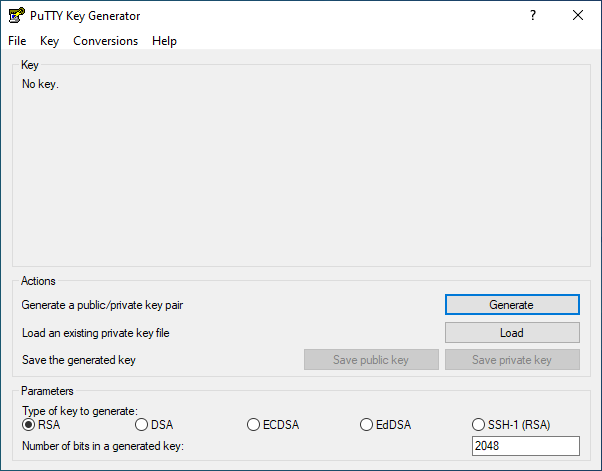 PuTTY Key Generator
?
File Key Conversions Help
Key
No key.
Actions
Generate a public/private key pair Generate
Load an existing private key file Load
Save the generated key Save public key Save private key
Parameters
Type of key to generate:
RSA DSA ECDSA EdDSA SSH-1 (RSA)
Number of bits in a generated key: 2048